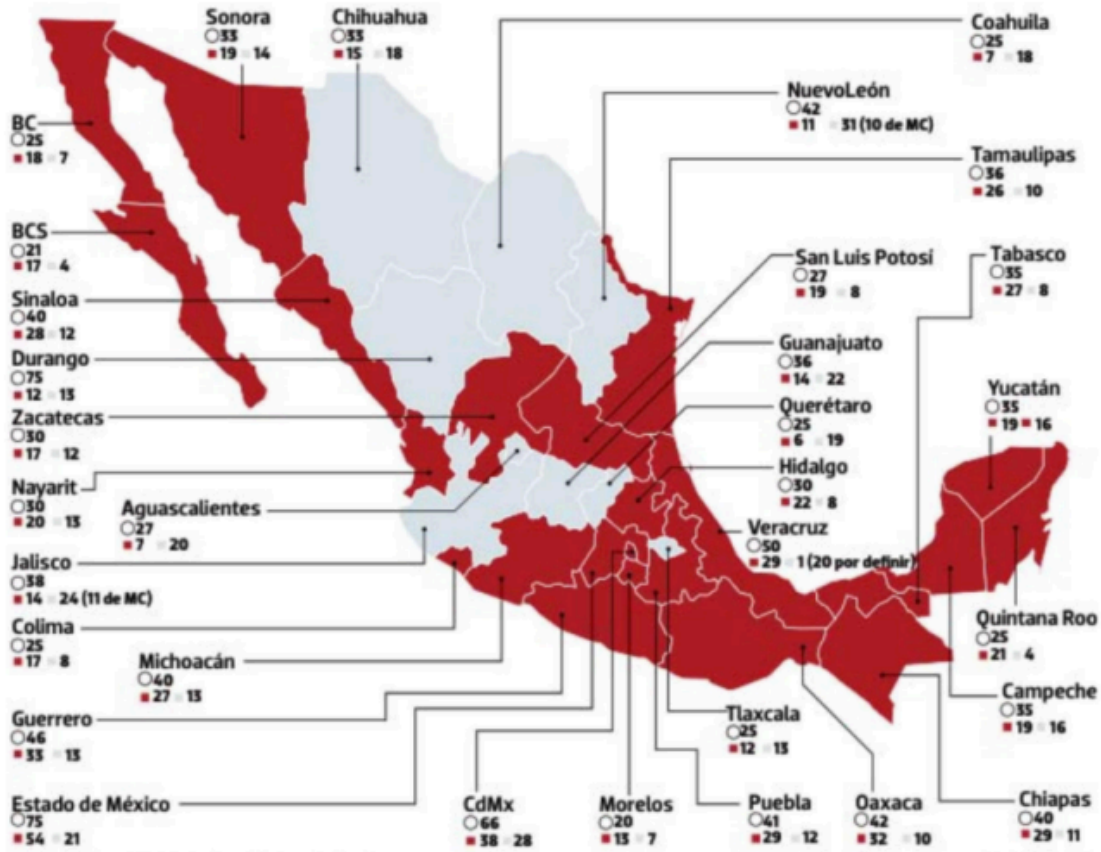 Sonora
33
19 14
Chihuahua
33
15 18
Coahuila
25
7 18
NuevoLeón
42
11 31 (10 de MC)
Tamaulipas
36
26 10
BC
25
18 7
BCS
21
17 4
Sinaloa
40
28 12
Durango
75
12 13
Zacatecas
30
17 12
Nayarit
30
20 13
Aguascalientes
27
7 20
Jalisco
38
14 24 (11 de MC)
Colima
25
17 8
Michoacán
40
27 13
Guerrero
46
33 13
Estado de México
75
54 21
San Luis Potosí
27
19 8
Tabasco
35
27 8
Guanajuato
36
14 22
Querétaro
25
6 19
Hidalgo
30
22 8
Yucatán
35
19 16
Veracruz
50
29 1 (20 por definir)
Quintana Roo
25
21 4
Campeche
35
19 16
Tlaxcala
25
12 13
CdMx
66
38 28
Morelos
20
13 7
Puebla
41
29 12
Oaxaca
42
32 10
Chiapas
40
29 11